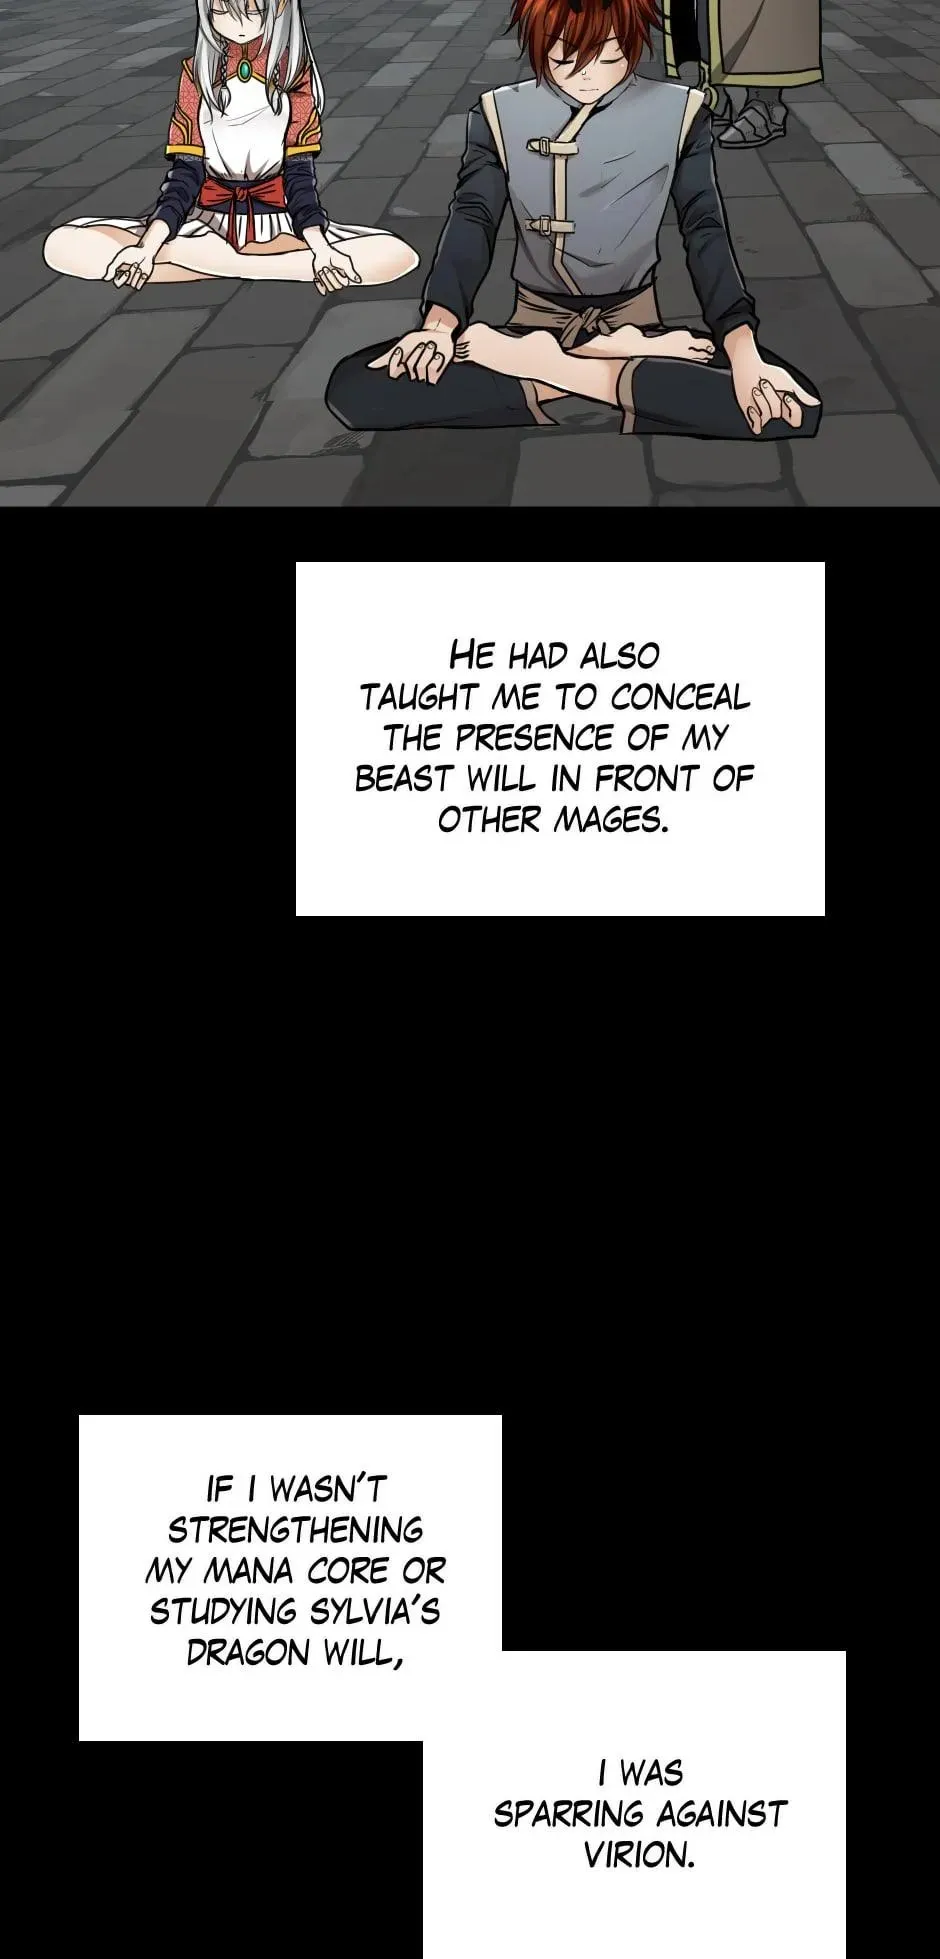 HE HAD ALSO
TAUGHT ME TO CONCEAL
THE PRESENCE OF MY
BEAST WILL IN FRONT OF
OTHER MAGES.
IF I WASN'T
STRENGTHENING
MY MANA CORE OR
STUDYING SYLVIA'S
DRAGON WILL,
I WAS
SPARRING AGAINST
VIRION.